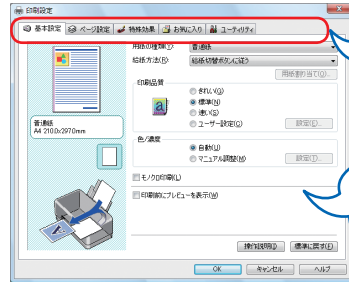 印刷設定
基本設定 ページ設定 特殊効果 お気に入り ユーティリティ
用紙の種類(Y): 普通紙
給紙方法(P): 給紙切替ボタンに従う
用紙割り当て(Q)...
印刷品質
きれい(G)
標準(N)
速い(S)
ユーザー設定(C) 設定(E)...
普通紙
A4 210.0x297.0mm
色/濃度
自動(U)
マニュアル調整(M) 設定(T)...
モノクロ印刷(L)
印刷前にプレビューを表示(W)
操作説明(I) 標準に戻す(F)
OK キャンセル ヘルプ